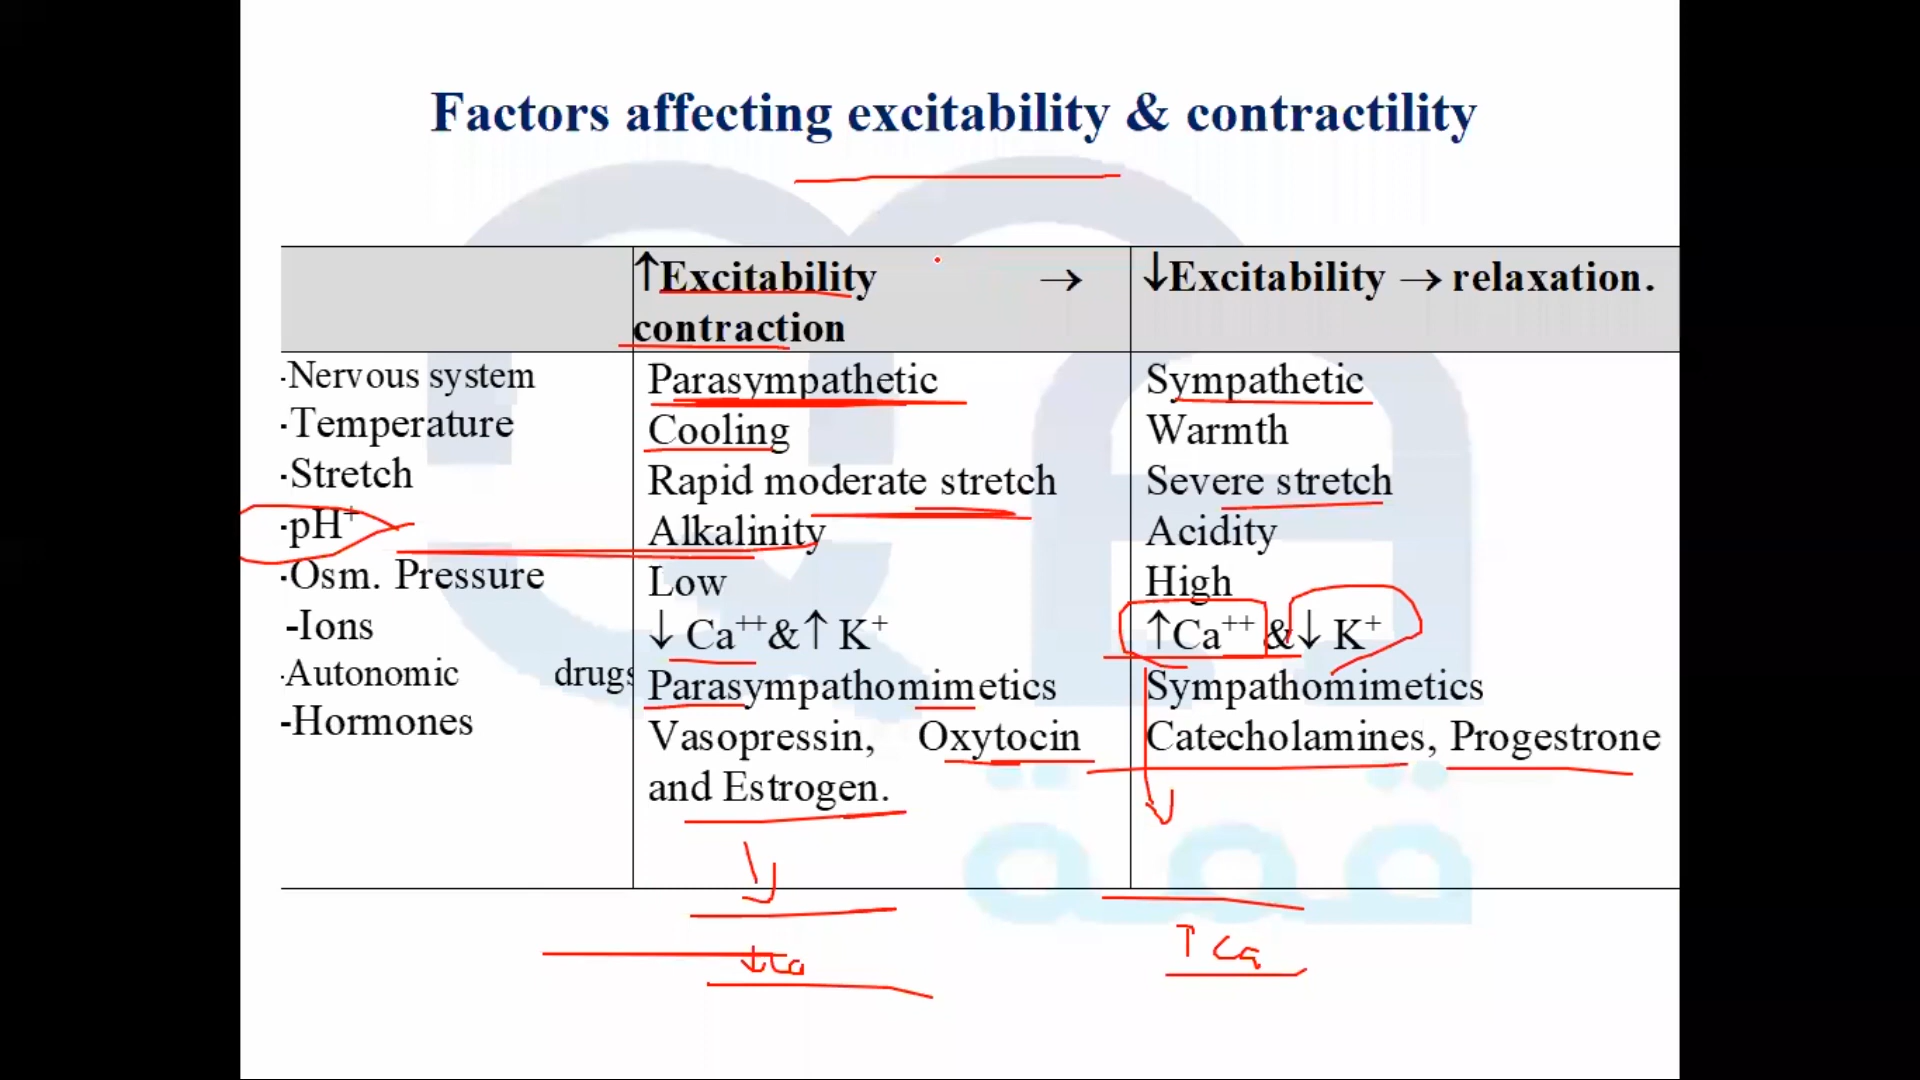 Factors affecting excitability & contractility
↑Excitability → contraction
↓Excitability → relaxation.
-Nervous system
Parasympathetic
Sympathetic
-Temperature
Cooling
Warmth
-Stretch
Rapid moderate stretch
Severe stretch
-pH⁺
Alkalinity
Acidity
-Osm. Pressure
Low
High
-Ions
↓ Ca⁺⁺&↑ K⁺
↑Ca⁺⁺ &↓ K⁺
-Autonomic drugs
Parasympathomimetics
Sympathomimetics
-Hormones
Vasopressin, Oxytocin
and Estrogen.
Catecholamines, Progestrone
قمة
↓Ca
↑ Ca